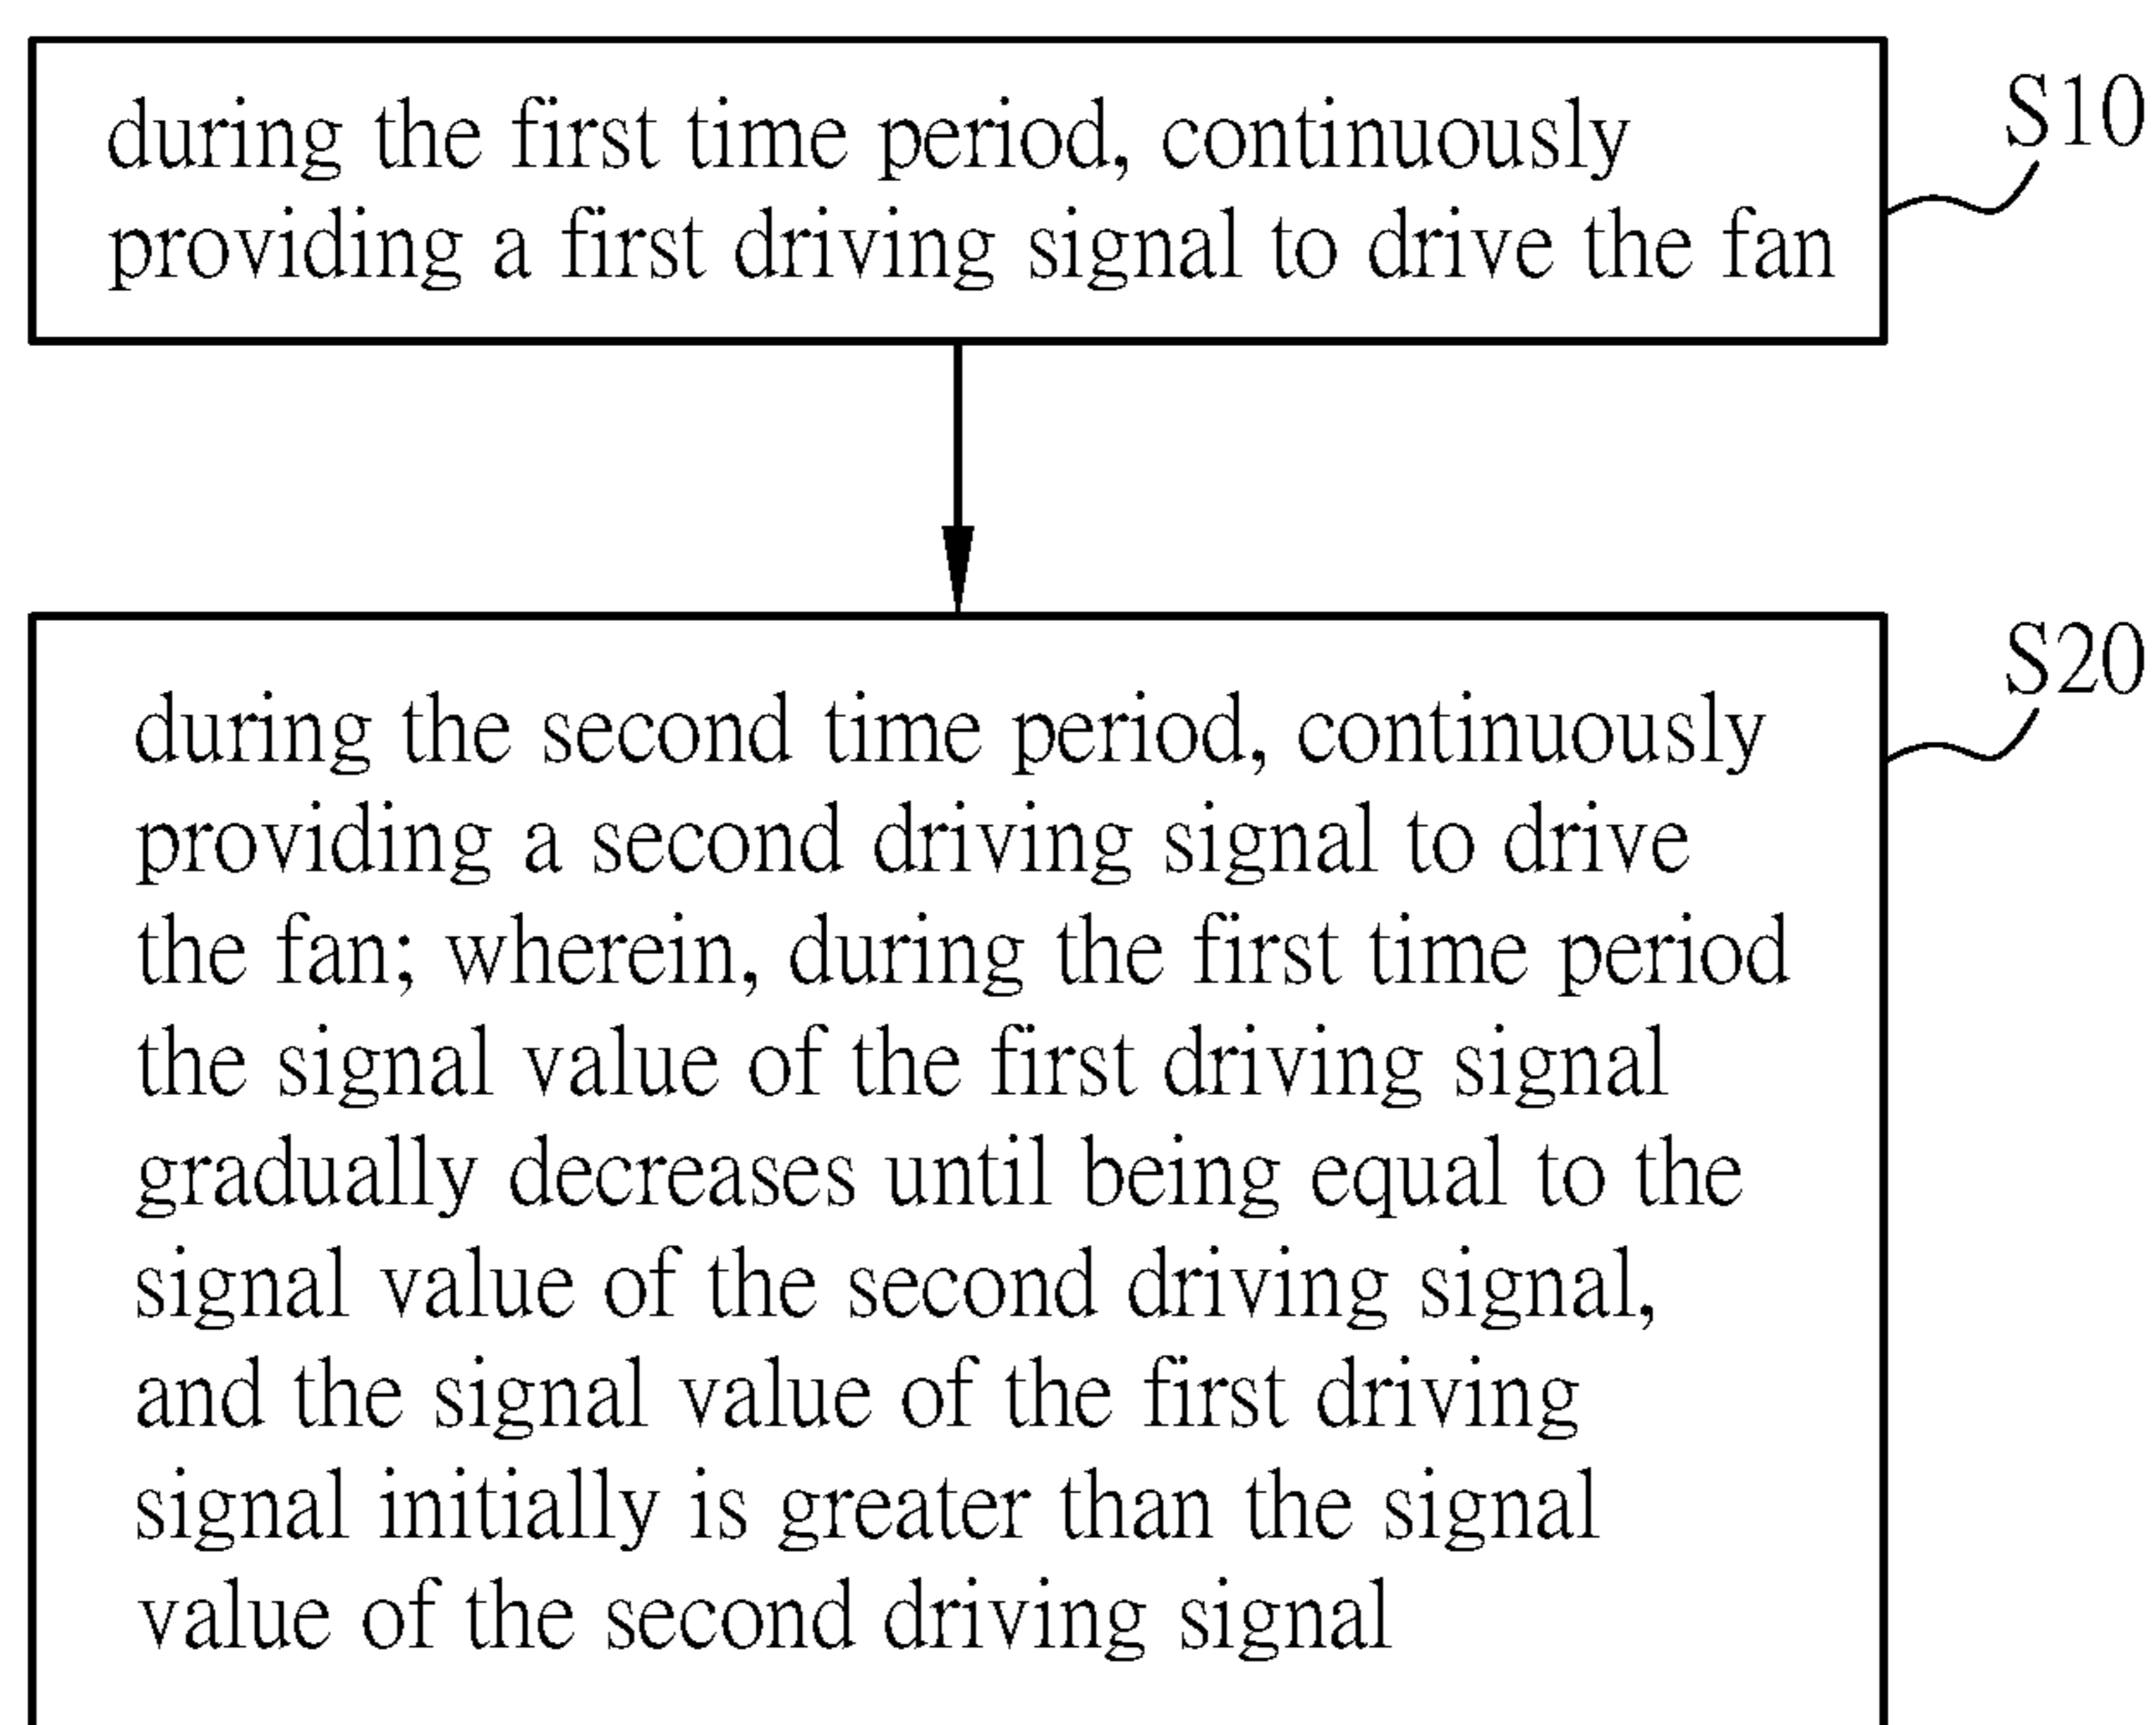 during the first time period, continuously
providing a first driving signal to drive the fan
S10
during the second time period, continuously
providing a second driving signal to drive
the fan; wherein, during the first time period
the signal value of the first driving signal
gradually decreases until being equal to the
signal value of the second driving signal,
and the signal value of the first driving
signal initially is greater than the signal
value of the second driving signal
S20